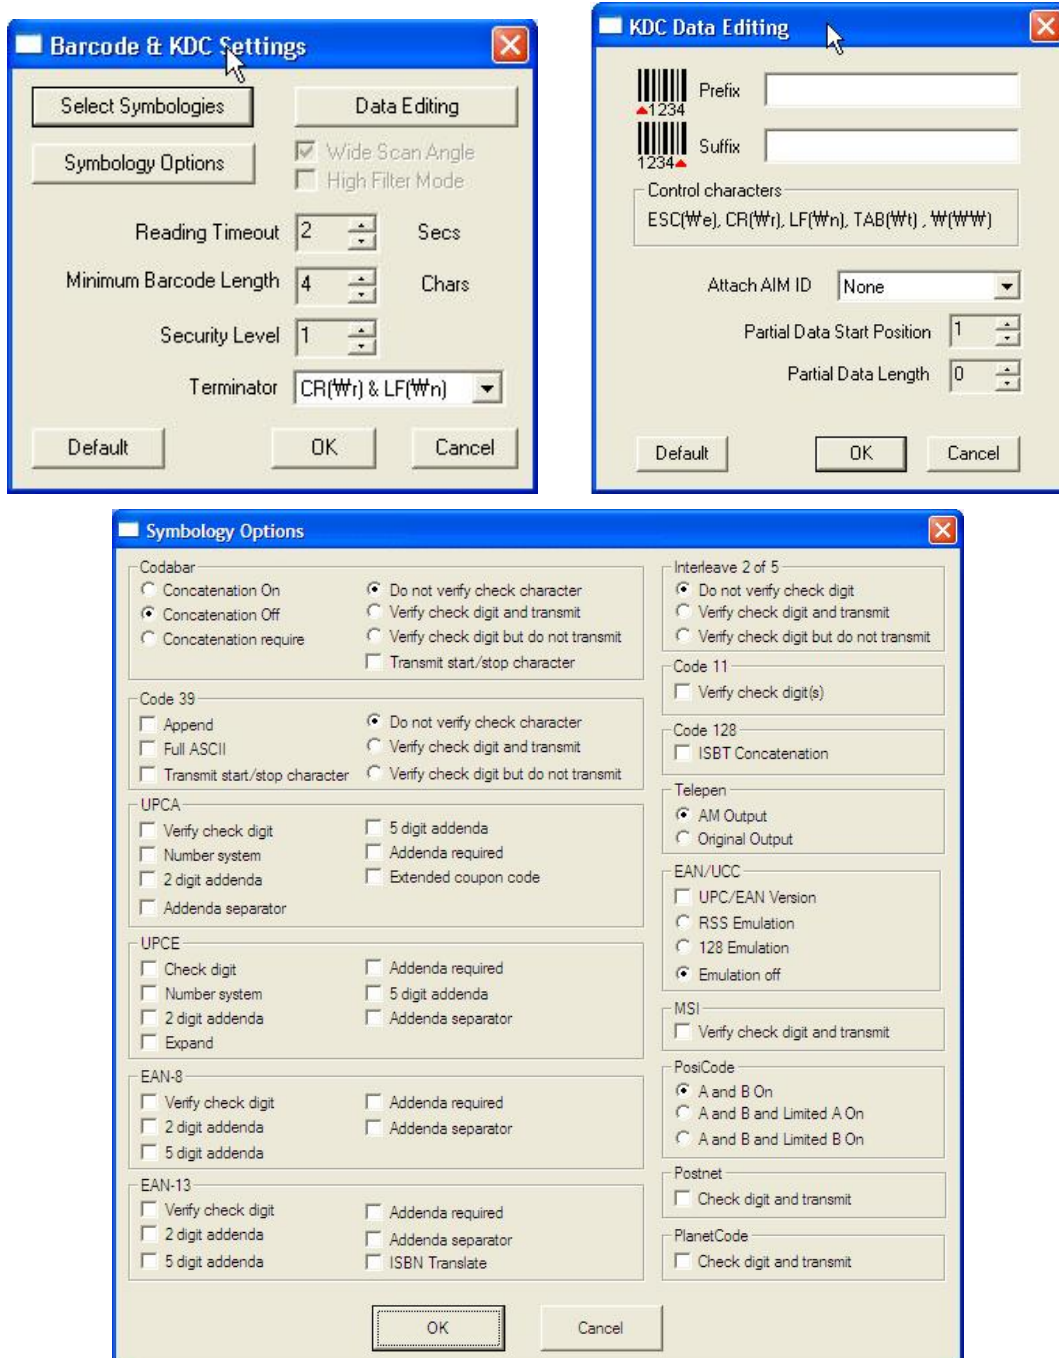 Barcode & KDC Settings
Select Symbologies
Data Editing
Symbology Options
Wide Scan Angle
High Filter Mode
Reading Timeout 2 Secs
Minimum Barcode Length 4 Chars
Security Level 1
Terminator CR(₩r) & LF(₩n)
Default OK Cancel
KDC Data Editing
1234 Prefix
1234 Suffix
Control characters
ESC(₩e), CR(₩r), LF(₩n), TAB(₩t) , ₩(₩₩)
Attach AIM ID None
Partial Data Start Position 1
Partial Data Length 0
Default OK Cancel
Symbology Options
Codabar
Concatenation On Do not verify check character
Concatenation Off Verify check digit and transmit
Concatenation require Verify check digit but do not transmit
Transmit start/stop character
Code 39
Append Do not verify check character
Full ASCII Verify check digit and transmit
Transmit start/stop character Verify check digit but do not transmit
UPCA
Verify check digit 5 digit addenda
Number system Addenda required
2 digit addenda Extended coupon code
Addenda separator
UPCE
Check digit Addenda required
Number system 5 digit addenda
2 digit addenda Addenda separator
Expand
EAN-8
Verify check digit Addenda required
2 digit addenda Addenda separator
5 digit addenda
EAN-13
Verify check digit Addenda required
2 digit addenda Addenda separator
5 digit addenda ISBN Translate
Interleave 2 of 5
Do not verify check digit
Verify check digit and transmit
Verify check digit but do not transmit
Code 11
Verify check digit(s)
Code 128
ISBT Concatenation
Telepen
AM Output
Original Output
EAN/UCC
UPC/EAN Version
RSS Emulation
128 Emulation
Emulation off
MSI
Verify check digit and transmit
PosiCode
A and B On
A and B and Limited A On
A and B and Limited B On
Postnet
Check digit and transmit
PlanetCode
Check digit and transmit
OK Cancel